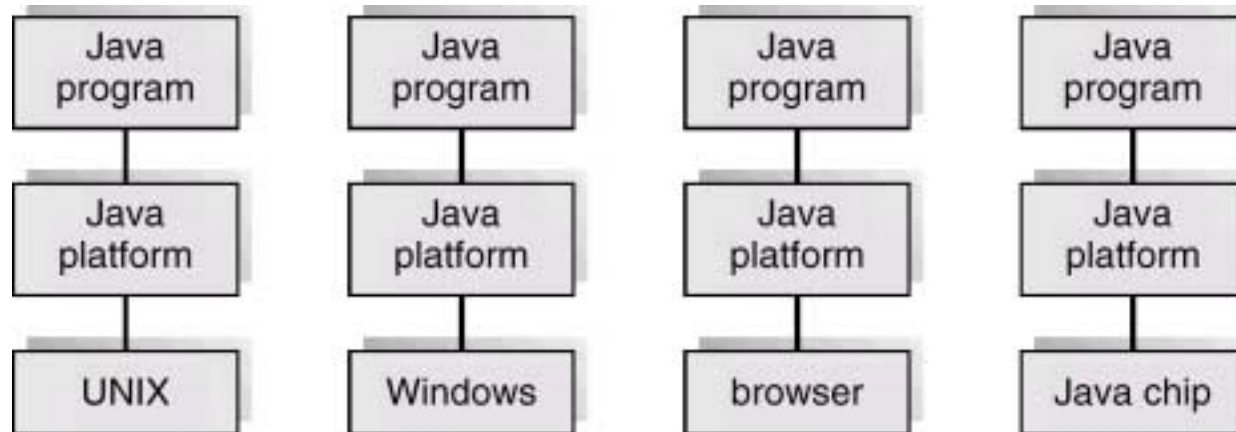 Java
program
Java
program
Java
program
Java
program
Java
platform
Java
platform
Java
platform
Java
platform
UNIX
Windows
browser
Java chip